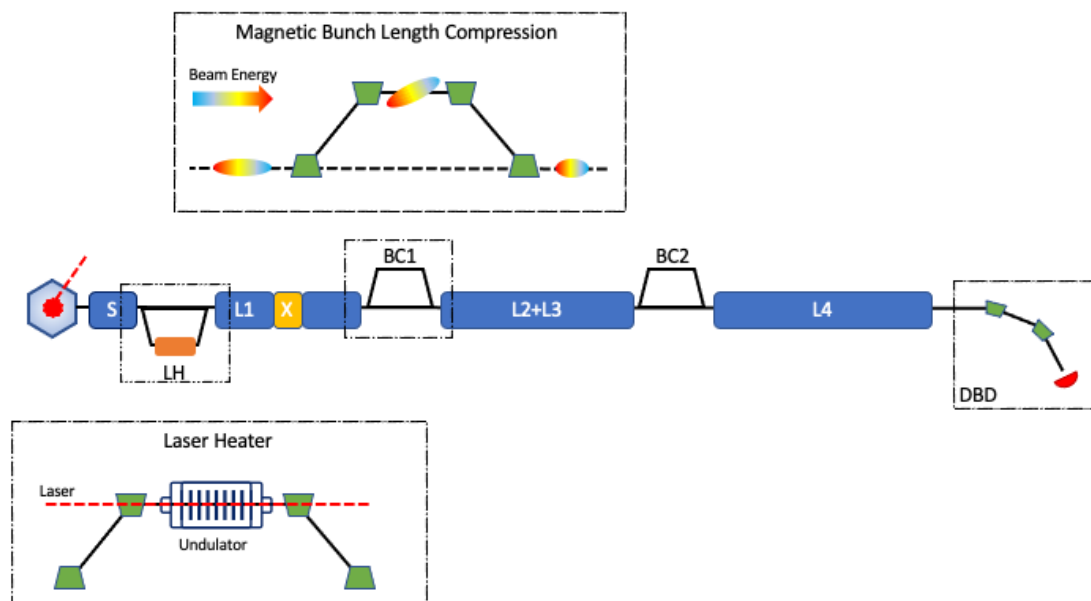 Magnetic Bunch Length Compression
Beam Energy
BC1
BC2
S
L1
X
L2+L3
L4
LH
DBD
Laser Heater
Laser
Undulator